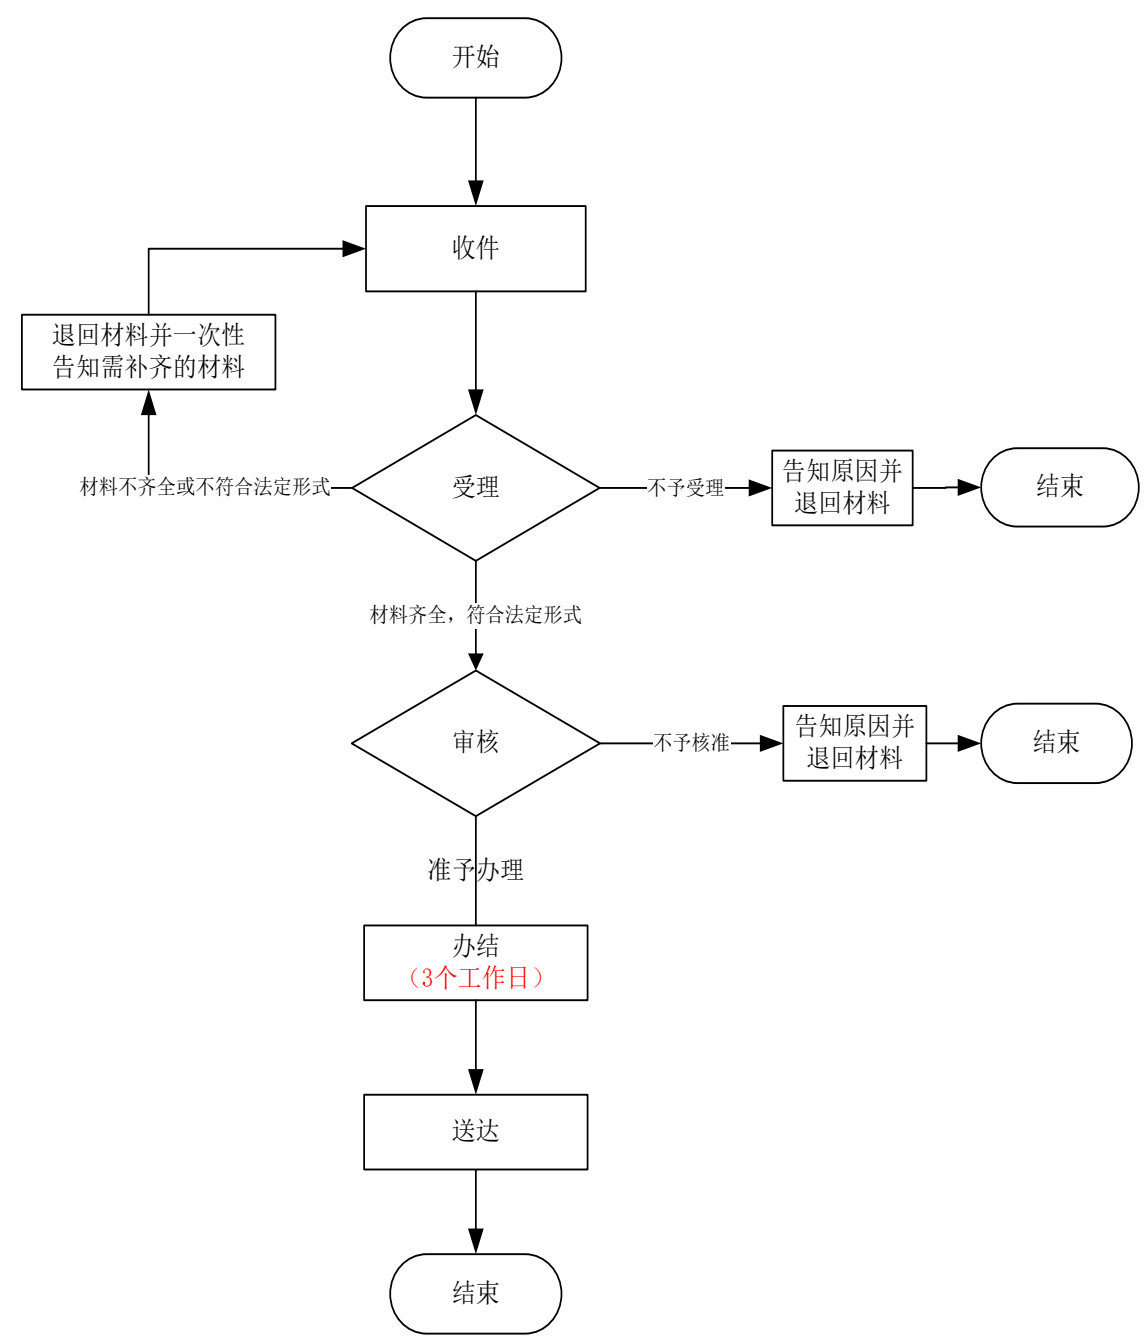 开始
收件
退回材料并一次性
告知需补齐的材料
材料不齐全或不符合法定形式
受理
不予受理
告知原因并
退回材料
结束
材料齐全，符合法定形式
审核
不予核准
告知原因并
退回材料
结束
准予办理
办结
（3个工作日）
送达
结束